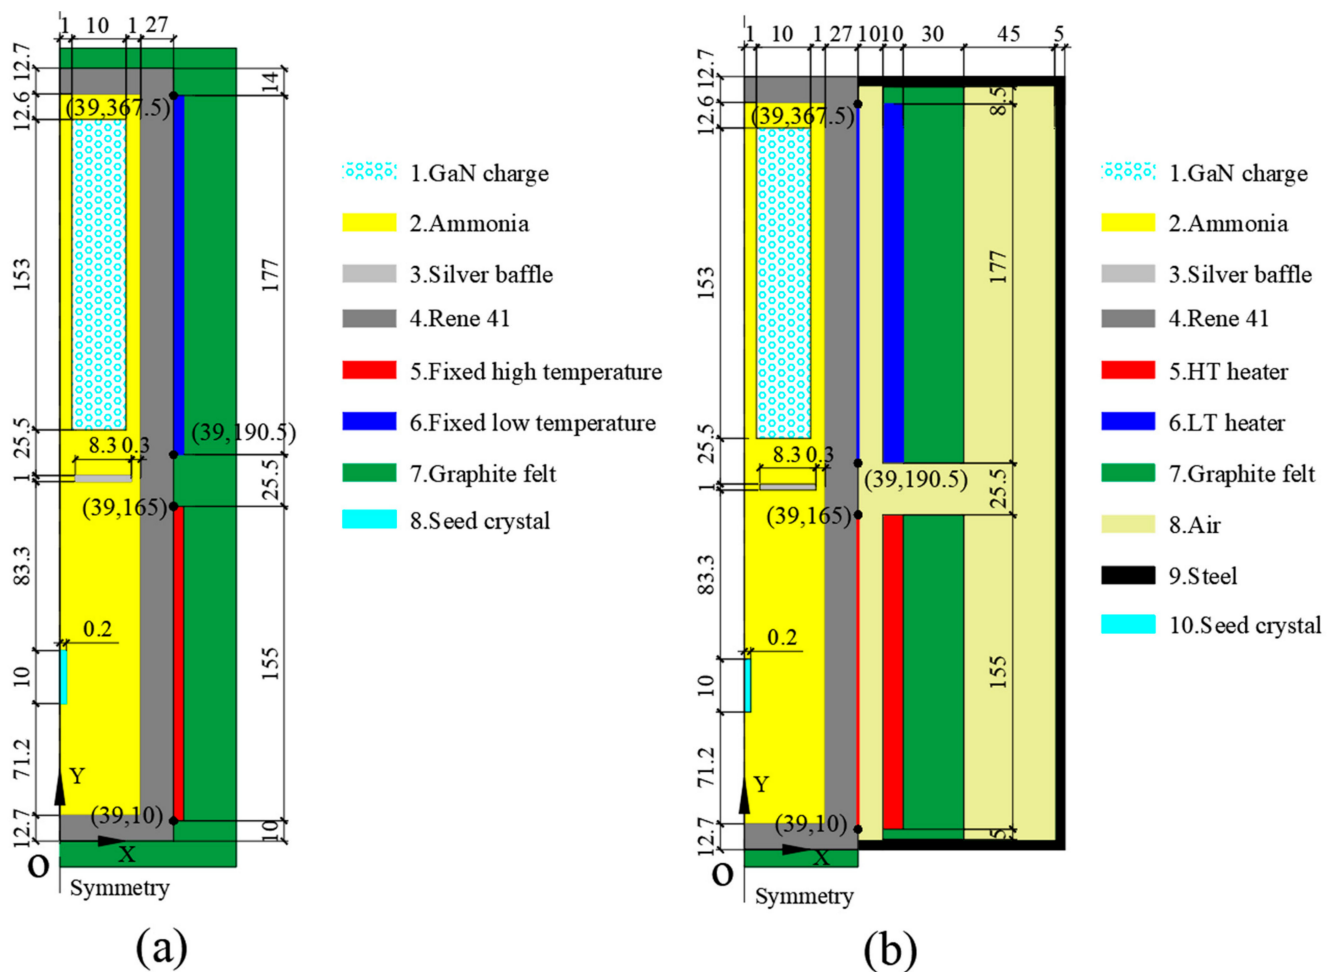 1 10 1 27
12.7
12.6
153
25.5
1
83.3
10
71.2
12.7
14
177
25.5
155
10
(39,367.5)
8.3 0.3
(39,190.5)
(39,165)
0.2
Y
(39,10)
X
O
Symmetry
1.GaN charge
2.Ammonia
3.Silver baffle
4.Rene 41
5.Fixed high temperature
6.Fixed low temperature
7.Graphite felt
8.Seed crystal
(a)
1 10 1 27 10 10 30 45 5
12.7
12.6
153
25.5
1
83.3
10
71.2
12.7
8.5
177
25.5
155
5
(39,367.5)
8.3 0.3
(39,190.5)
(39,165)
0.2
Y
(39,10)
X
O
Symmetry
1.GaN charge
2.Ammonia
3.Silver baffle
4.Rene 41
5.HT heater
6.LT heater
7.Graphite felt
8.Air
9.Steel
10.Seed crystal
(b)